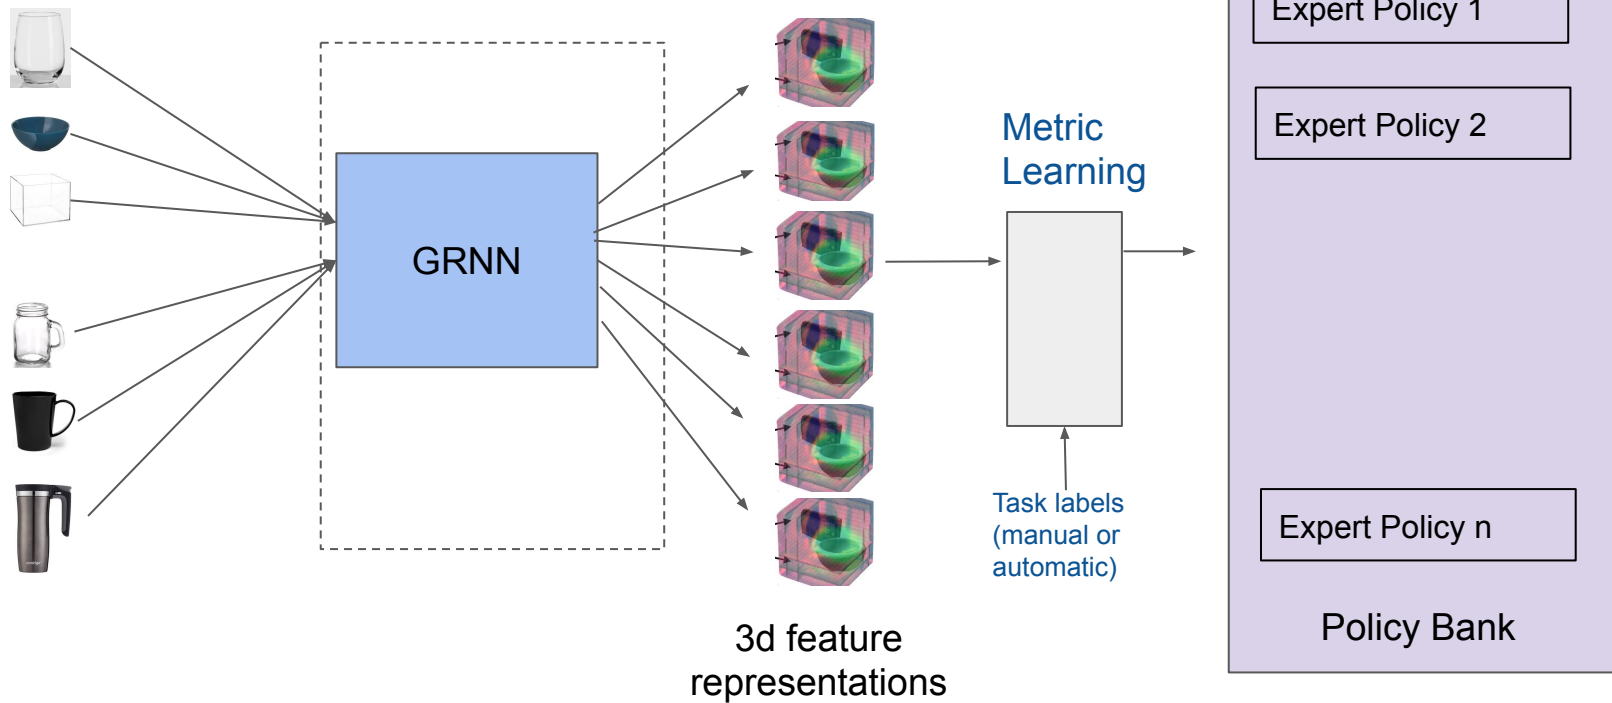 Expert Policy 1
Expert Policy 2
Metric
Learning
GRNN
Task labels
(manual or
automatic)
Expert Policy n
Policy Bank
3d feature
representations